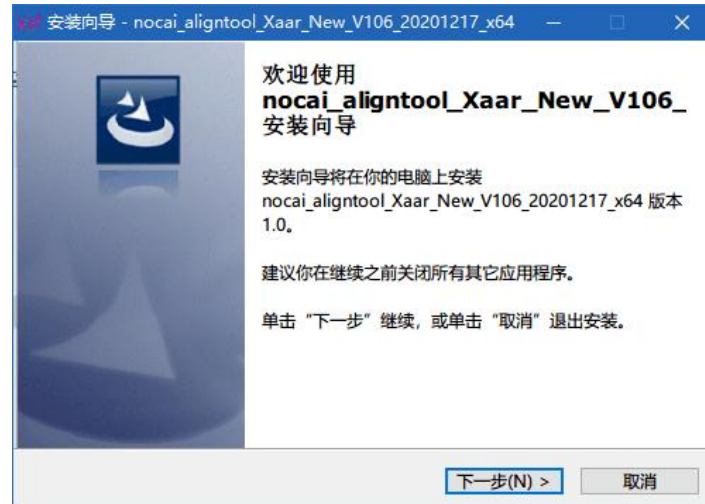 安装向导 - nocai_aligntool_Xaar_New_V106_20201217_x64
欢迎使用
nocai_aligntool_Xaar_New_V106_
安装向导
安装向导将在你的电脑上安装
nocai_aligntool_Xaar_New_V106_20201217_x64 版本
1.0。
建议你在继续之前关闭所有其它应用程序。
单击“下一步”继续，或单击“取消”退出安装。
下一步(N) >
取消